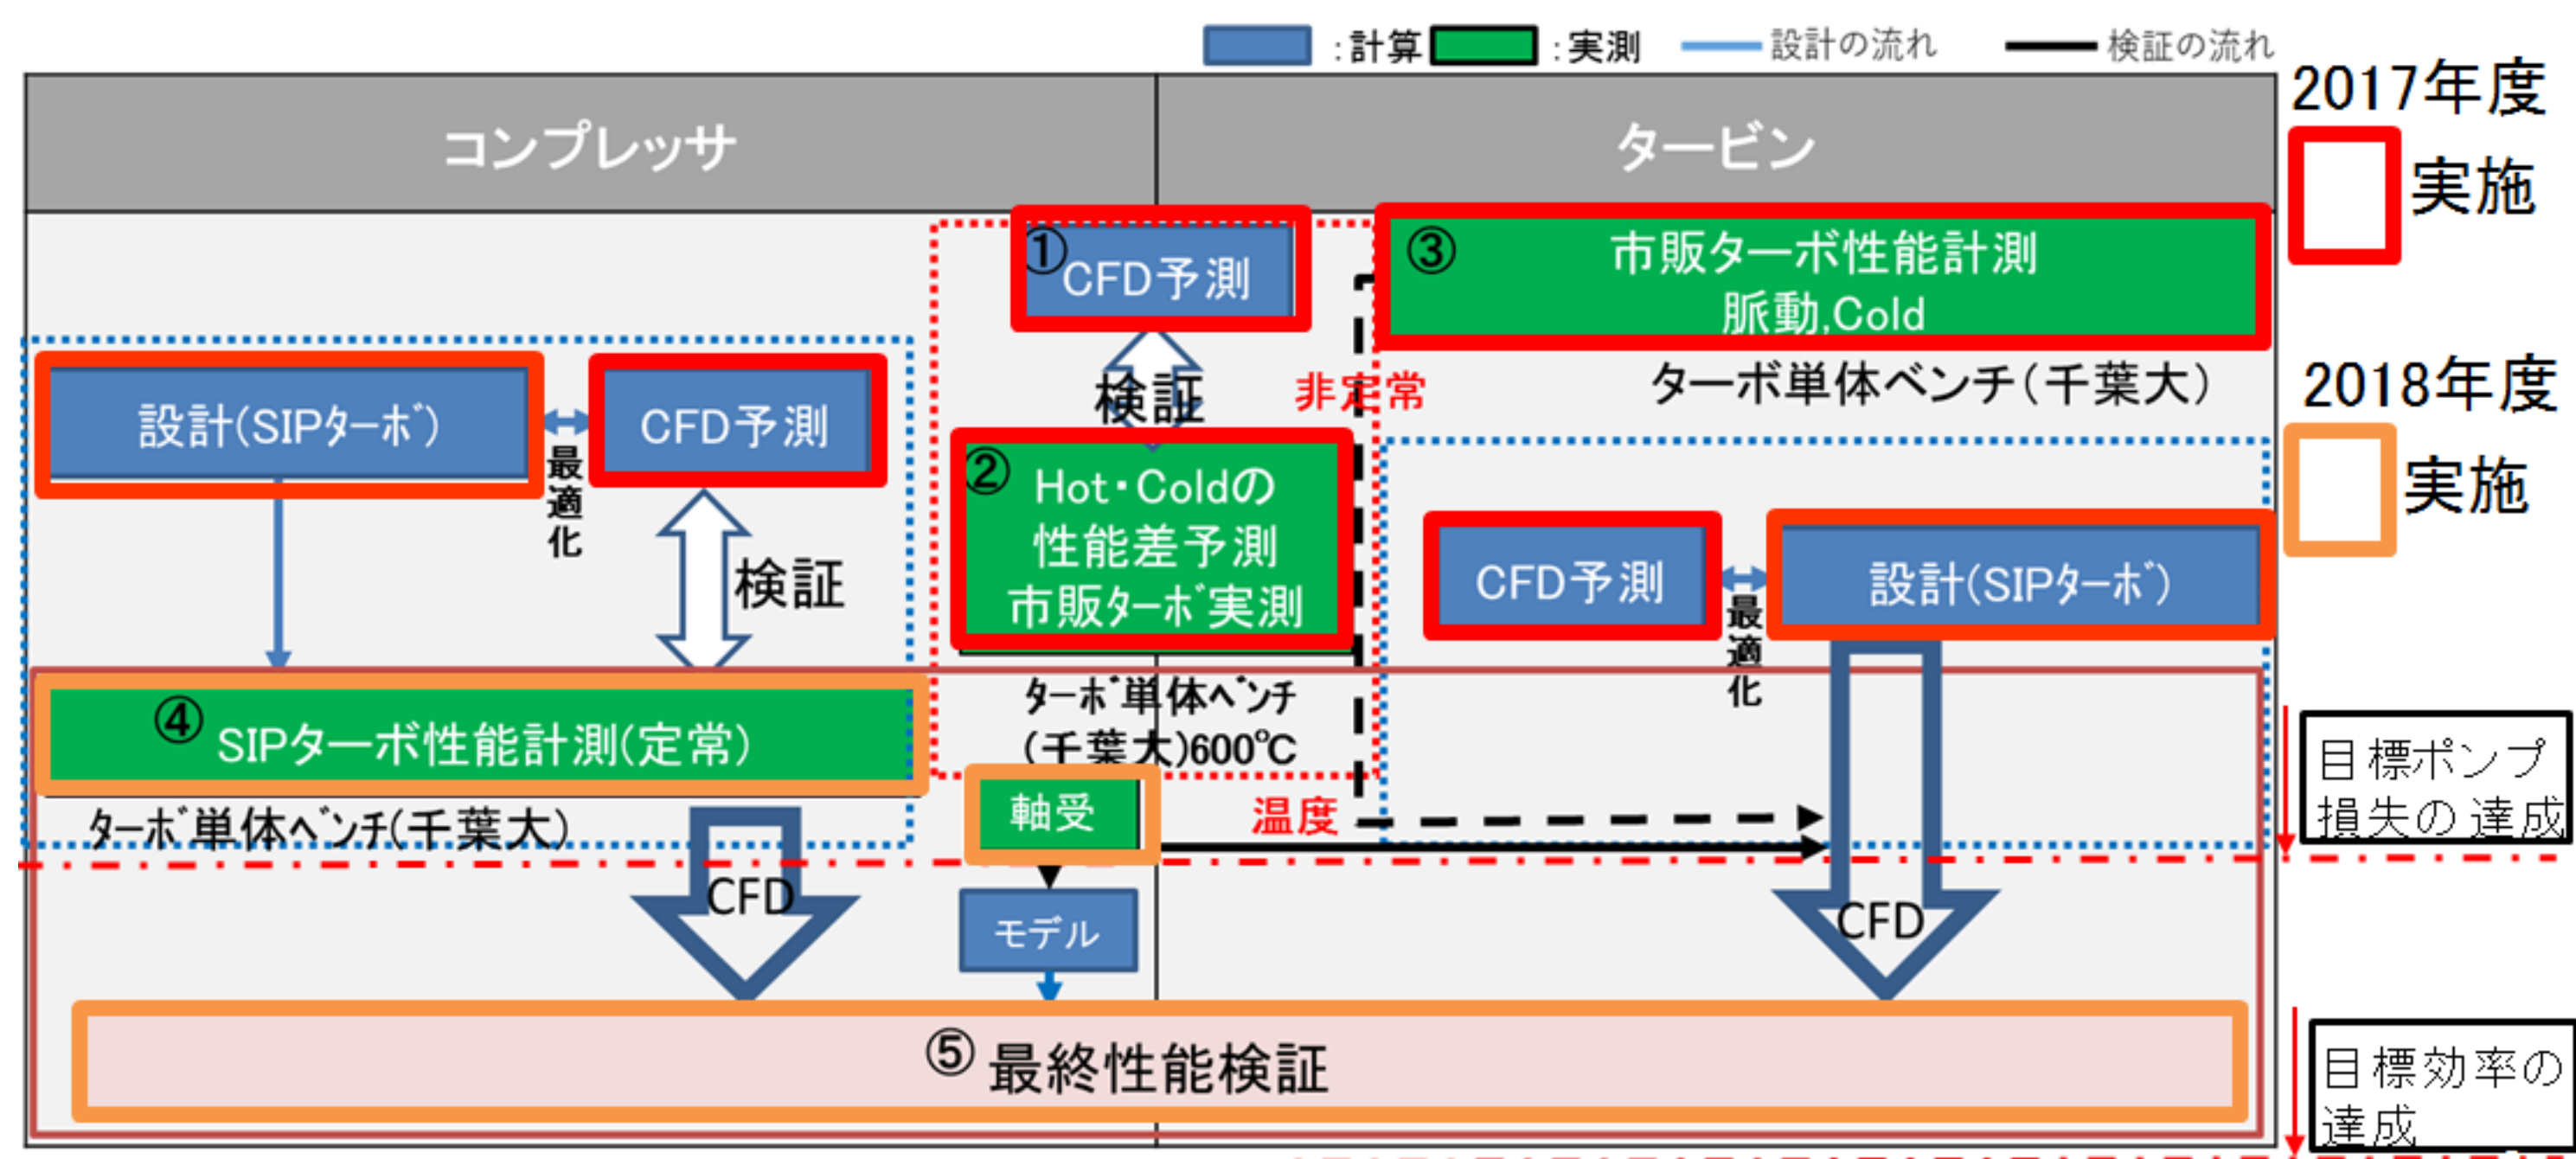 :計算
:実測
設計の流れ
検証の流れ
2017年度
実施
2018年度
実施
コンプレッサ
タービン
①
CFD予測
③
市販ターボ性能計測
脈動,Cold
ターボ単体ベンチ(千葉大)
検証
非定常
設計(SIPターボ)
最
適
化
CFD予測
検証
②
Hot・Coldの
性能差予測
市販ターボ実測
ターボ単体ベンチ
(千葉大)600℃
CFD予測
最
適
化
設計(SIPターボ)
④
SIPターボ性能計測(定常)
ターボ単体ベンチ(千葉大)
軸受
温度
目標ポンプ
損失の達成
CFD
モデル
CFD
⑤
最終性能検証
目標効率の
達成